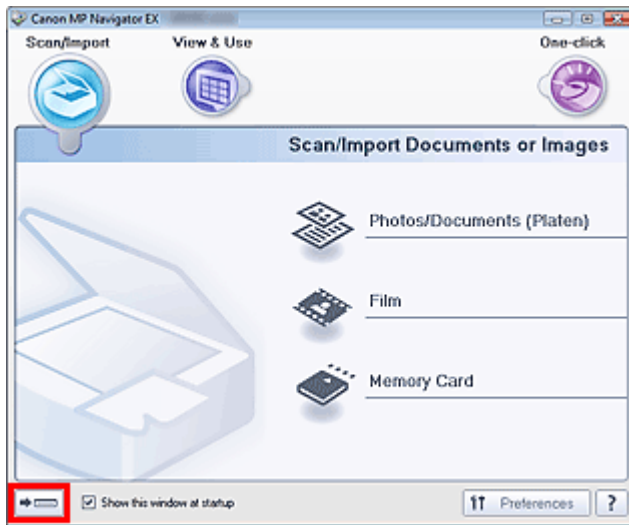 Canon MP Navigator EX
Scan/Import
View & Use
One-click
Scan/Import Documents or Images
Photos/Documents (Platen)
Film
Memory Card
Show this window at startup
Preferences
?